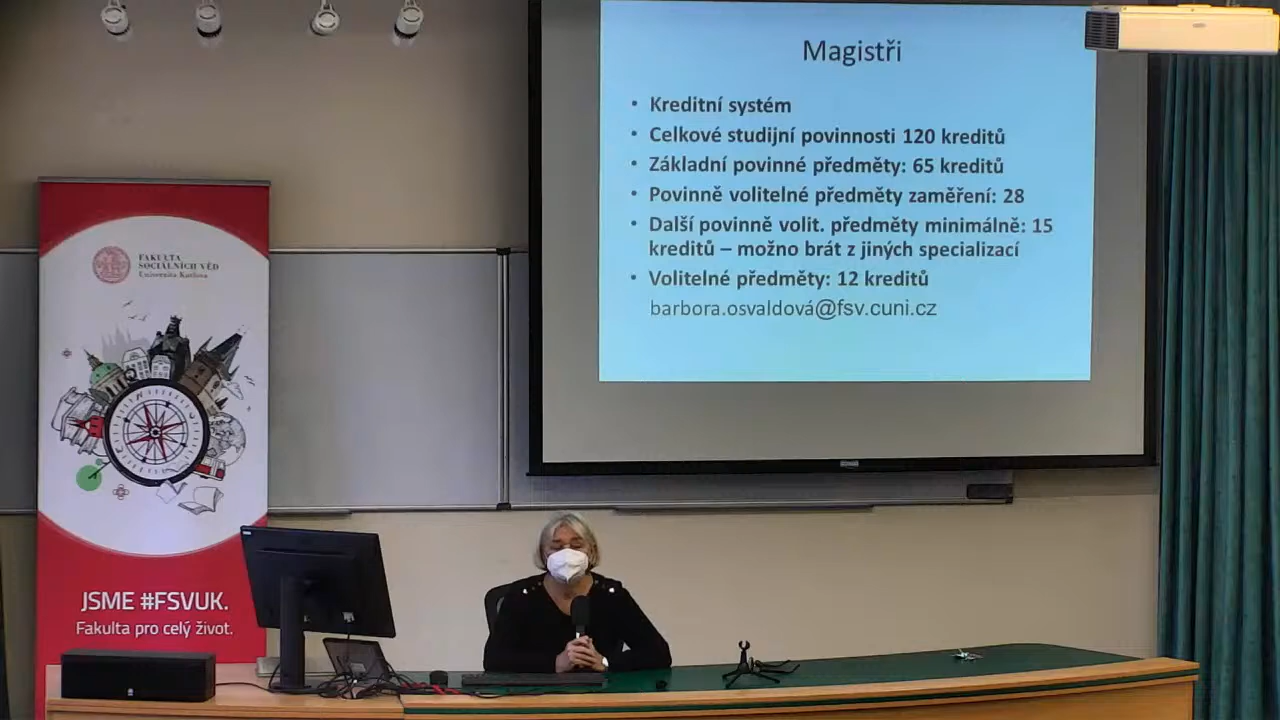 Magistři
• Kreditní systém
• Celkové studijní povinnosti 120 kreditů
• Základní povinné předměty: 65 kreditů
• Povinně volitelné předměty zaměření: 28
• Další povinně volit. předměty minimálně: 15
kreditů – možno brát z jiných specializací
• Volitelné předměty: 12 kreditů
barbora.osvaldová@fsv.cuni.cz
FAKULTA
SOCIÁLNÍCH VĚD
Univerzita Karlova
JSME #FSVUK.
Fakulta pro celý život.